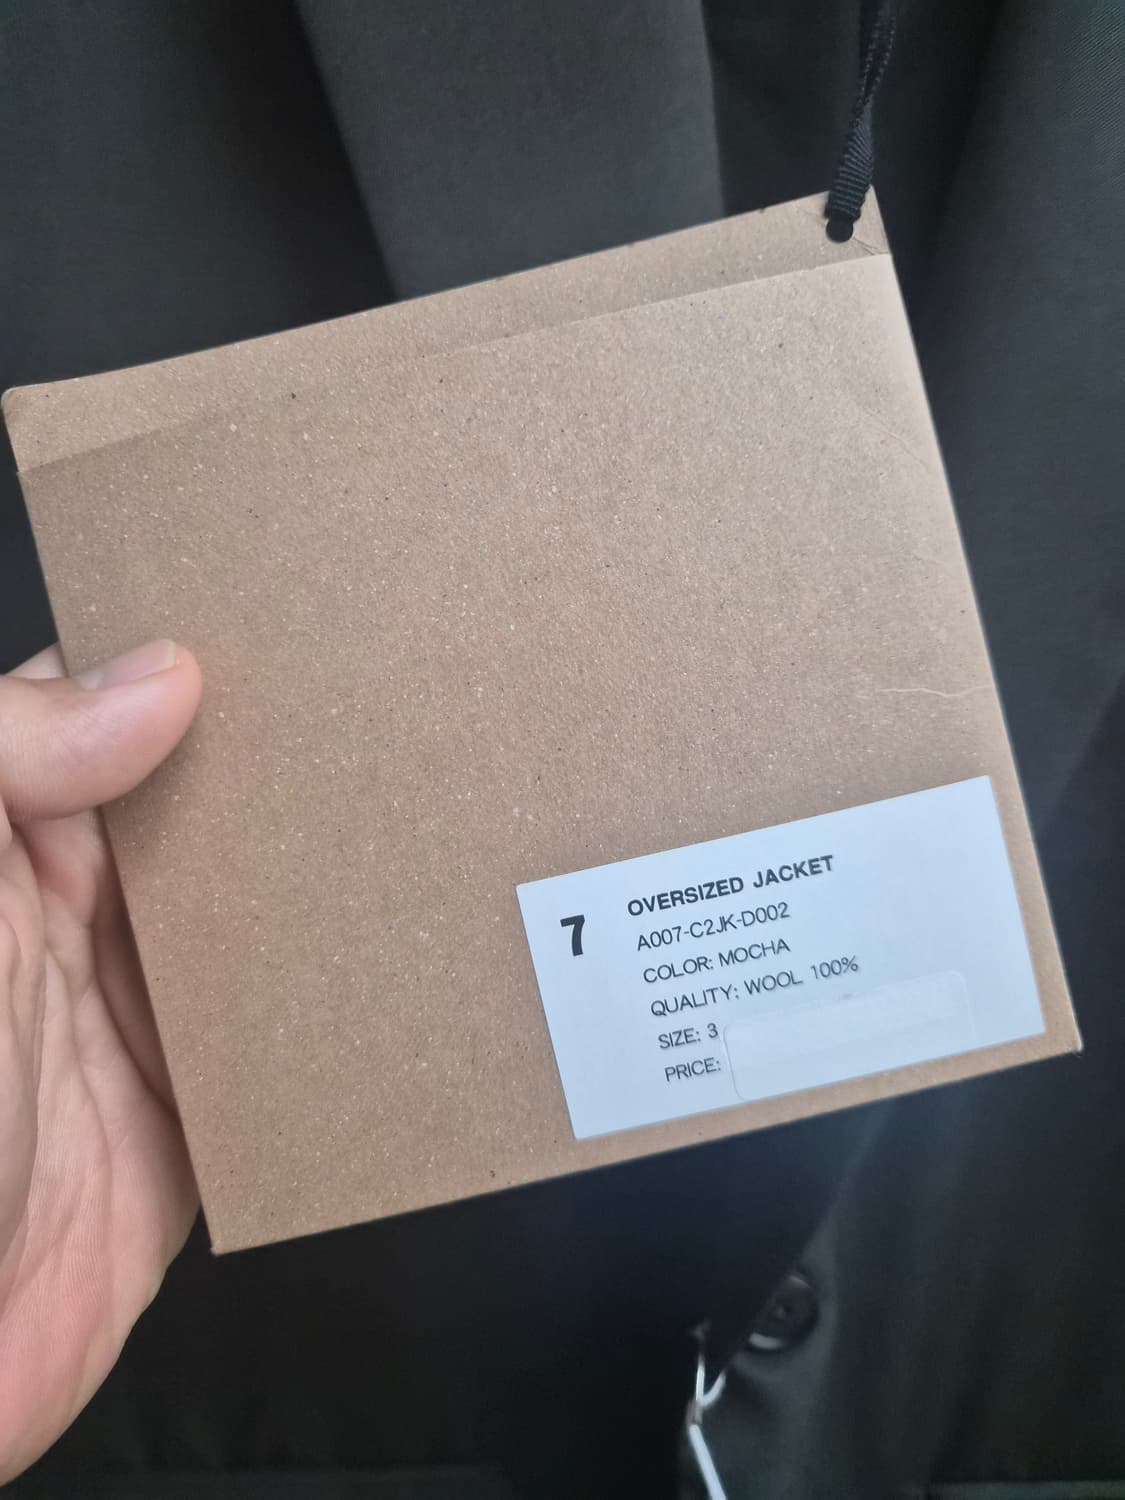 7
OVERSIZED JACKET
A007-C2JK-D002
COLOR: MOCHA
QUALITY: WOOL 100%
SIZE: 3
PRICE: